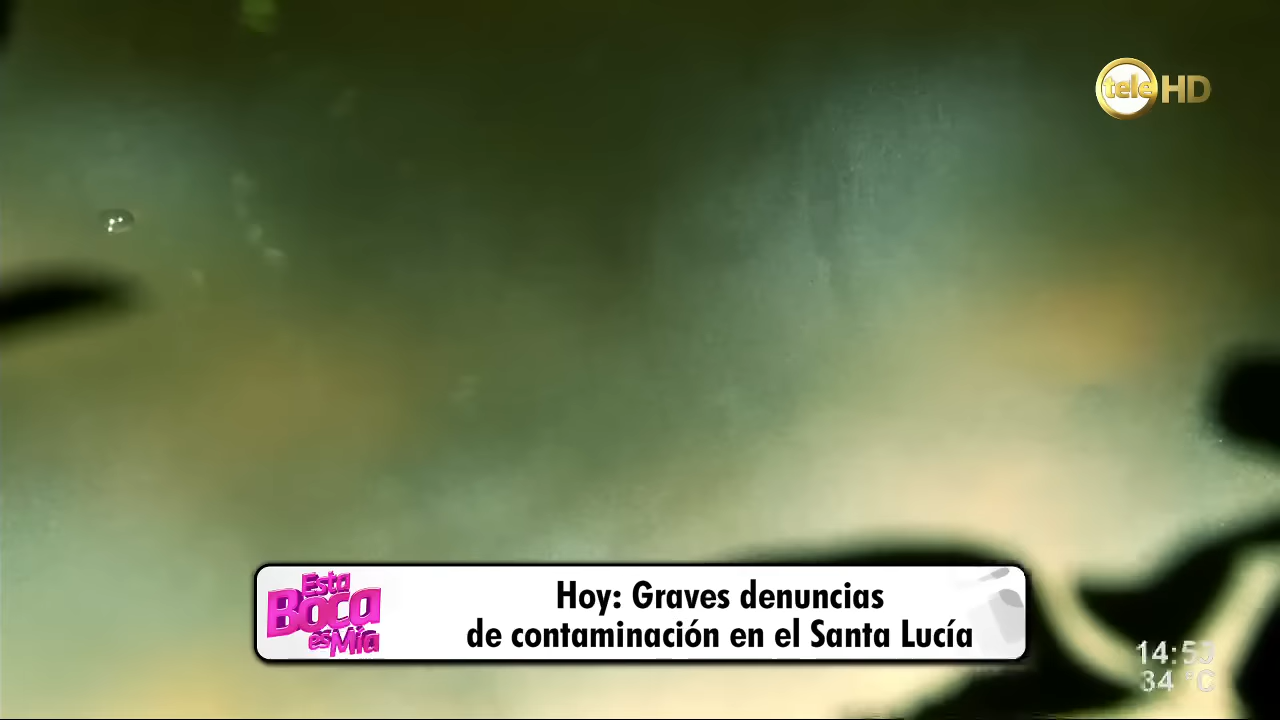 tele HD
Esta
Boca
es Mía
Hoy: Graves denuncias
de contaminación en el Santa Lucía
14:53
34 °C